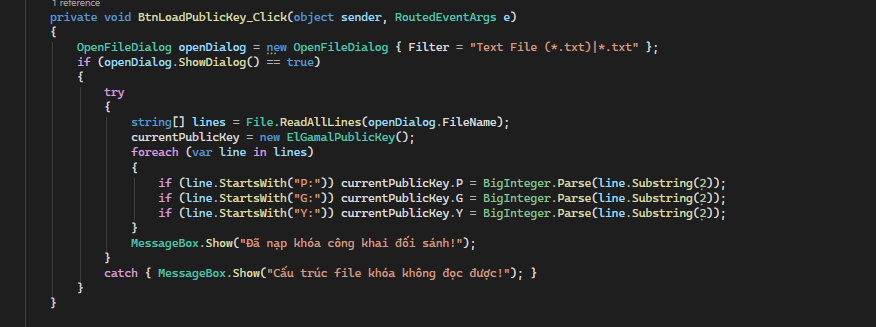 1 reference
private void BtnLoadPublicKey_Click(object sender, RoutedEventArgs e)
{
    OpenFileDialog openDialog = new OpenFileDialog { Filter = "Text File (*.txt)|*.txt" };
    if (openDialog.ShowDialog() == true)
    {
        try
        {
            string[] lines = File.ReadAllLines(openDialog.FileName);
            currentPublicKey = new ElGamalPublicKey();
            foreach (var line in lines)
            {
                if (line.StartsWith("P:")) currentPublicKey.P = BigInteger.Parse(line.Substring(2));
                if (line.StartsWith("G:")) currentPublicKey.G = BigInteger.Parse(line.Substring(2));
                if (line.StartsWith("Y:")) currentPublicKey.Y = BigInteger.Parse(line.Substring(2));
            }
            MessageBox.Show("Đã nạp khóa công khai đối sánh!");
        }
        catch { MessageBox.Show("Cấu trúc file khóa không đọc được!"); }
    }
}